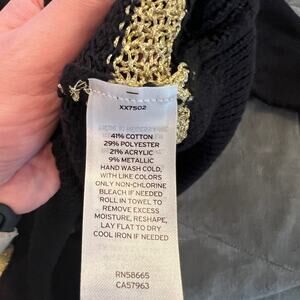 XX7502
41% COTTON
29% POLYESTER
21% ACRYLIC
9% METALLIC
HAND WASH COLD,
WITH LIKE COLORS
ONLY NON-CHLORINE
BLEACH IF NEEDED
ROLL IN TOWEL TO
REMOVE EXCESS
MOISTURE, RESHAPE,
LAY FLAT TO DRY
COOL IRON IF NEEDED
RN58665
CA57963